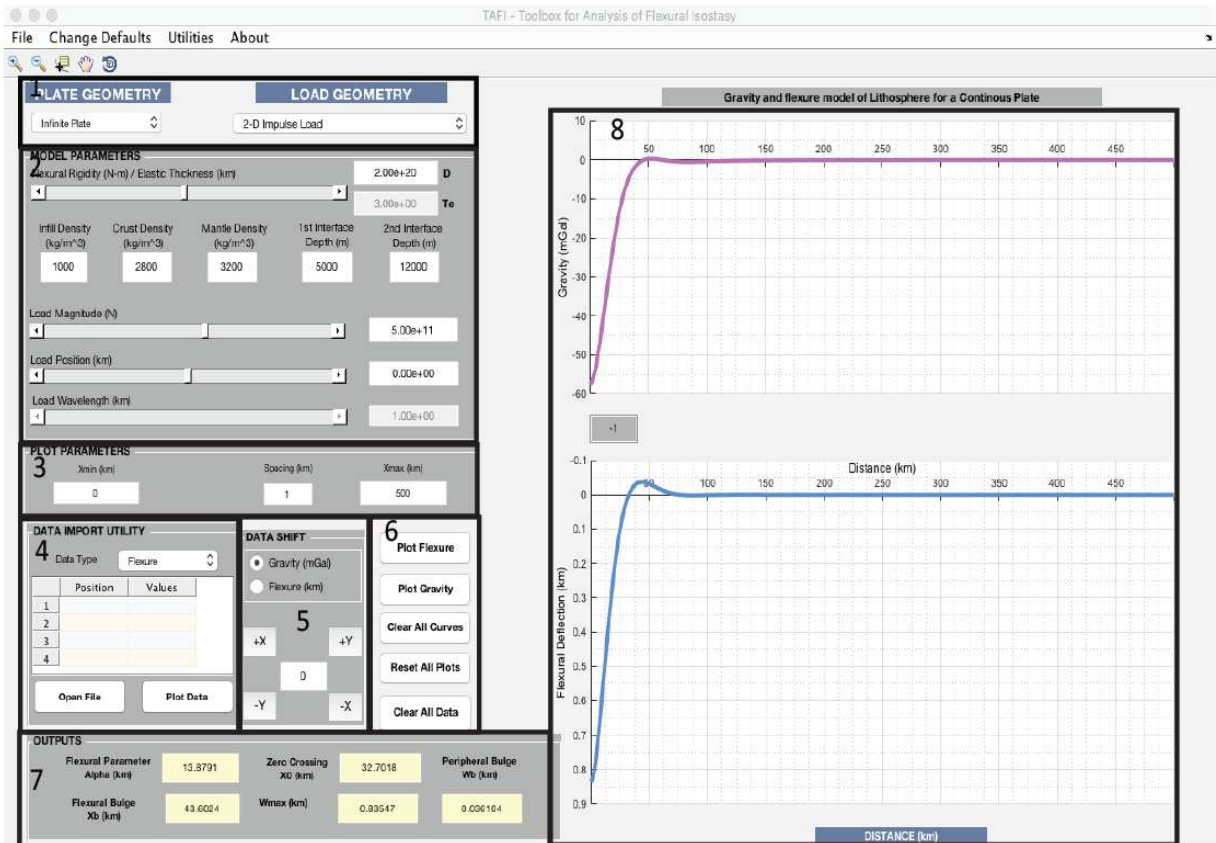 TAFI - Toolbox for Analysis of Flexural Isostasy
File Change Defaults Utilities About
1
PLATE GEOMETRY LOAD GEOMETRY
Infinite Plate 2-D Impulse Load
MODEL PARAMETERS
2
Flexural Rigidity (N-m) / Elastic Thickness (km)
2.00e+20 D
3.00e+00 Te
Infill Density (kg/m^3)
Crust Density (kg/m^3)
Mantle Density (kg/m^3)
1st Interface Depth (m)
2nd Interface Depth (m)
1000 2800 3200 5000 12000
Load Magnitude (N)
5.00e+11
Load Position (km)
0.00e+00
Load Wavelength (km)
1.00e+00
PLOT PARAMETERS
3
Xmin (km) Spacing (km) Xmax (km)
0 1 500
DATA IMPORT UTILITY
4
Data Type Flexure
Position Values
1
2
3
4
Open File Plot Data
DATA SHIFT
Gravity (mGal)
Flexure (km)
5
+X +Y
0
-Y -X
6
Plot Flexure
Plot Gravity
Clear All Curves
Reset All Plots
Clear All Data
OUTPUTS
7
Flexural Parameter Alpha (km)
13.8791
Zero Crossing X0 (km)
32.7018
Peripheral Bulge Wb (km)
Flexural Bulge Xb (km)
43.6024
Wmax (km)
0.83547
0.036104
Gravity and flexure model of Lithosphere for a Continous Plate
8
10
50 100 150 200 250 300 350 400 450
0
-10
-20
-30
-40
-50
-60
Gravity (mGal)
-1
-0.1
Distance (km)
50 100 150 200 250 300 350 400 450
0
0.1
0.2
0.3
0.4
0.5
0.6
0.7
0.8
0.9
Flexural Deflection (km)
DISTANCE (km)